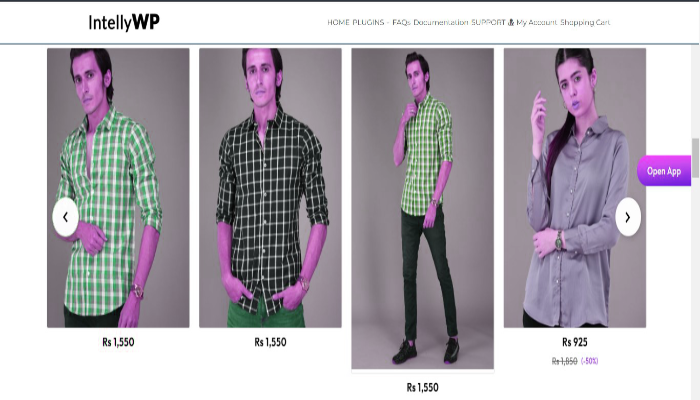 IntellyWP
HOME PLUGINS FAQs Documentation SUPPORT My Account Shopping Cart
Open App
Rs 1,550
Rs 1,550
Rs 1,550
Rs 925
Rs 1,850 (-50%)